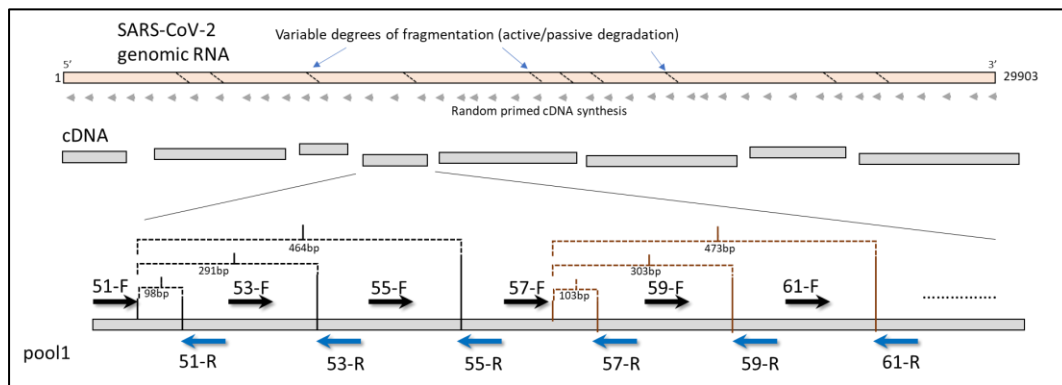 SARS-CoV-2
genomic RNA
Variable degrees of fragmentation (active/passive degradation)
5’
3’
1
29903
Random primed cDNA synthesis
cDNA
464bp
473bp
291bp
303bp
98bp
103bp
51-F
53-F
55-F
57-F
59-F
61-F
pool1
51-R
53-R
55-R
57-R
59-R
61-R